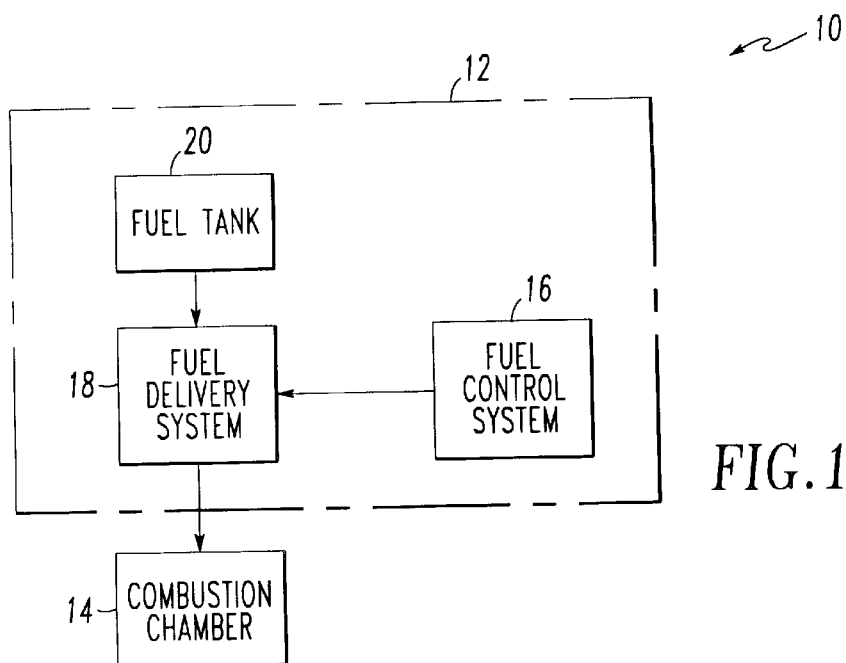 10
12
20
FUEL TANK
16
18
FUEL
DELIVERY
SYSTEM
FUEL
CONTROL
SYSTEM
FIG. 1
14
COMBUSTION
CHAMBER